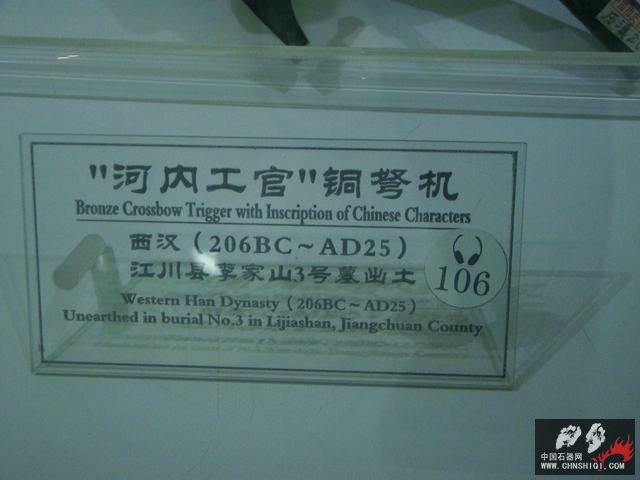 "河内工官"铜弩机
Bronze Crossbow Trigger with Inscription of Chinese Characters
西汉（206BC～AD25）
江川县李家山3号墓出土
106
Western Han Dynasty（206BC～AD25）
Unearthed in burial No.3 in Lijiashan, Jiangchuan County
中国石器网
WWW.CHNSHIQI.COM